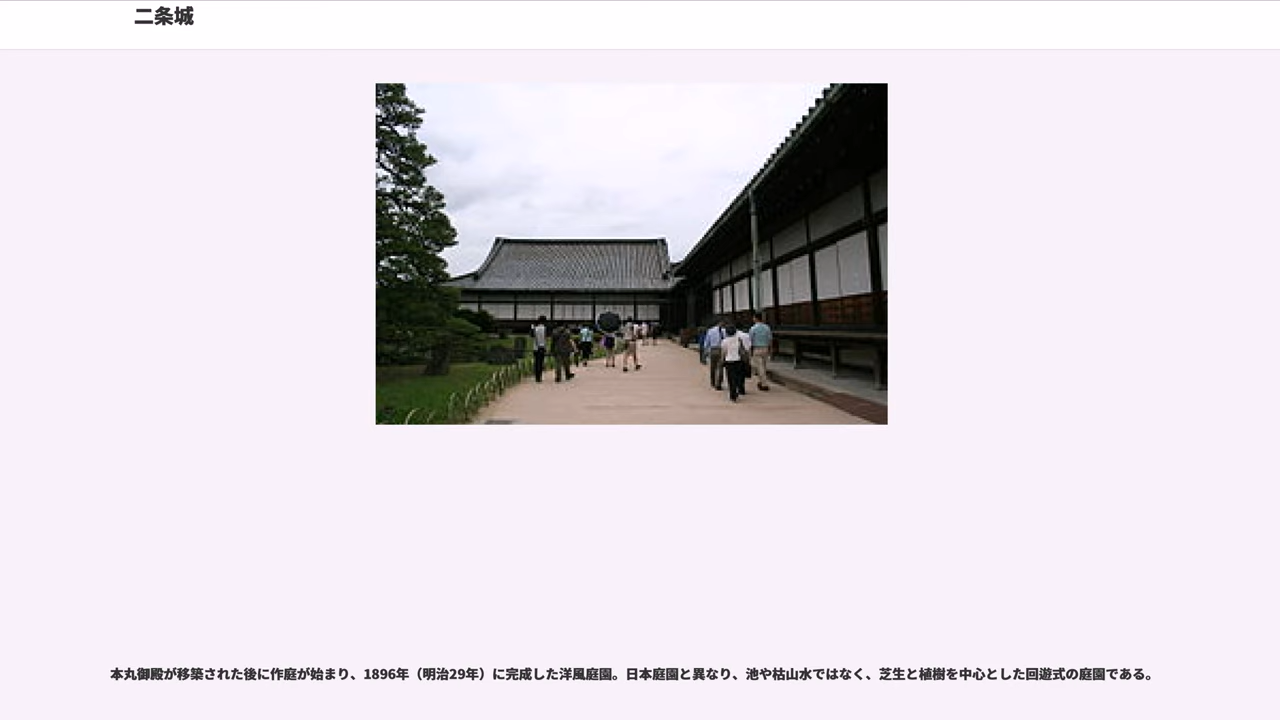 二条城
本丸御殿が移築された後に作庭が始まり、1896年（明治29年）に完成した洋風庭園。日本庭園と異なり、池や枯山水ではなく、芝生と植樹を中心とした回遊式の庭園である。